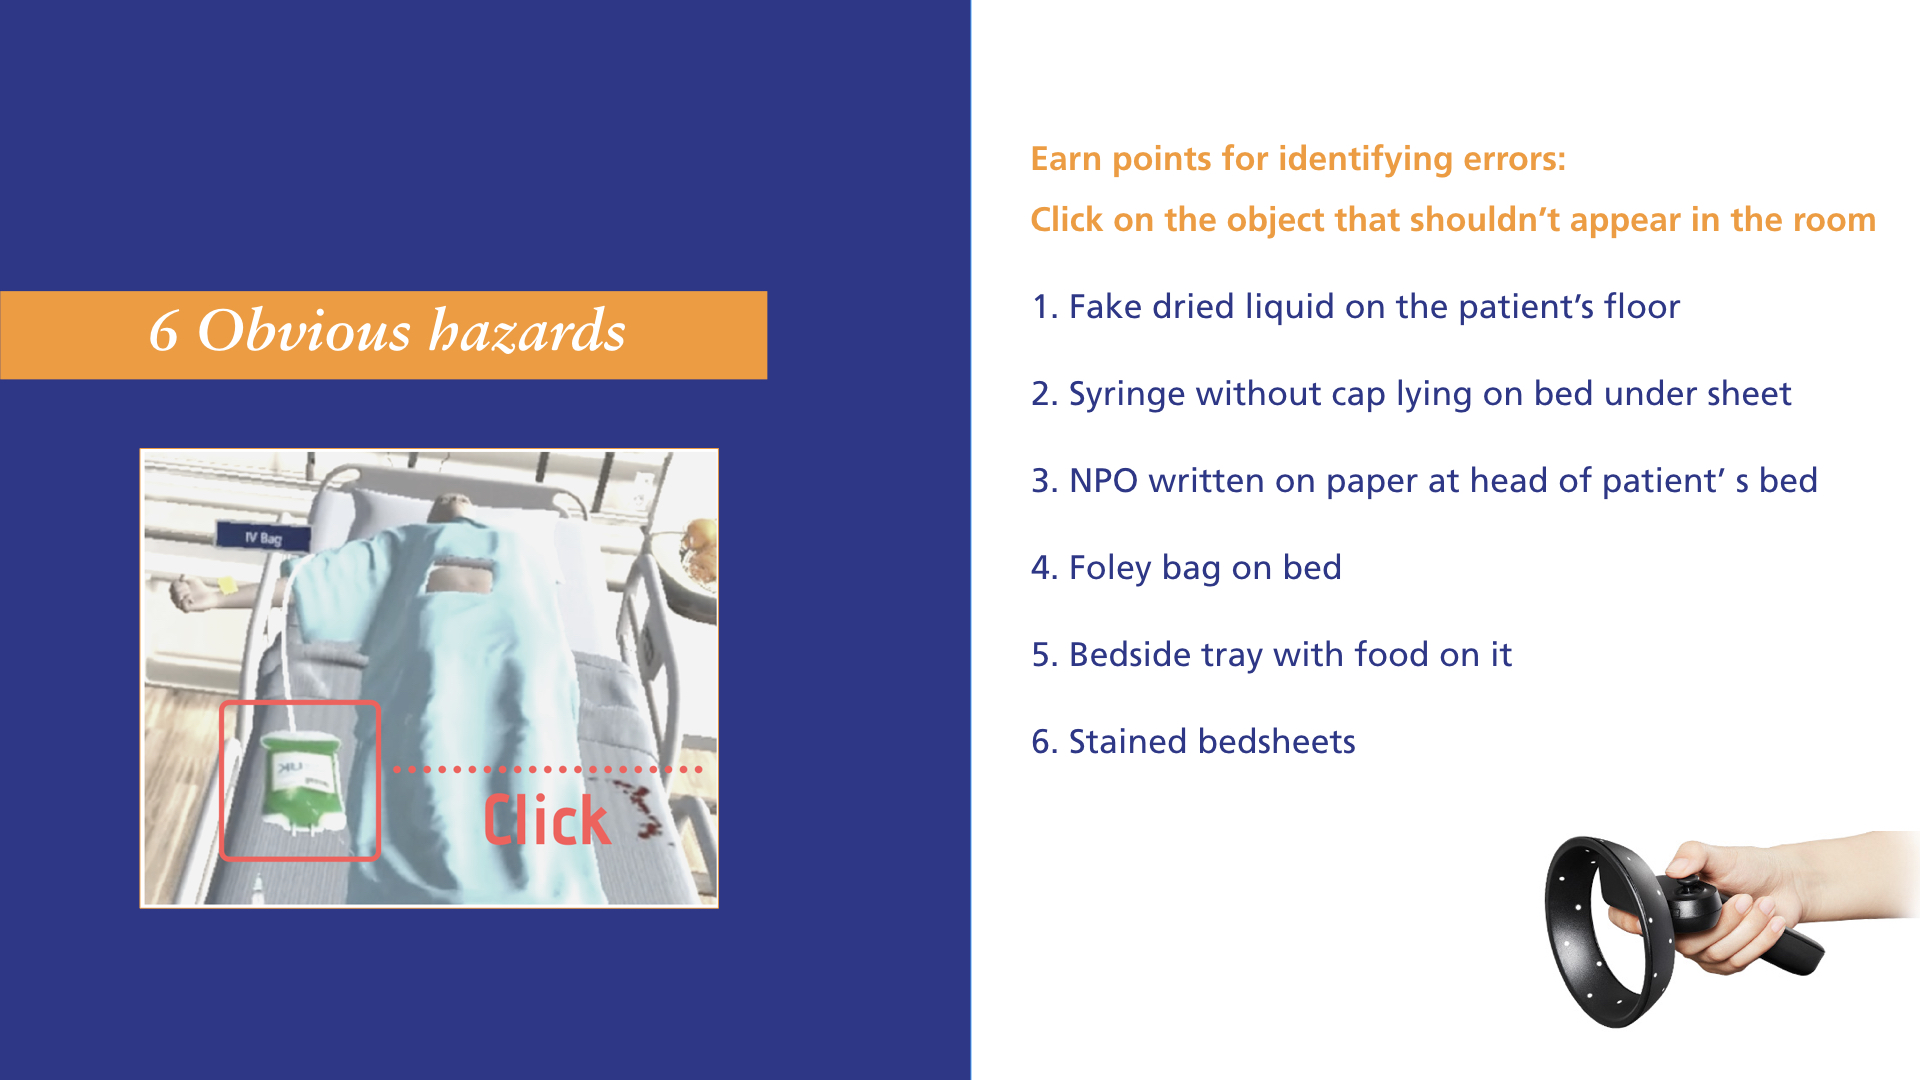 6 Obvious hazards
IV Bag
Click
Earn points for identifying errors:
Click on the object that shouldn’t appear in the room
1. Fake dried liquid on the patient’s floor
2. Syringe without cap lying on bed under sheet
3. NPO written on paper at head of patient’ s bed
4. Foley bag on bed
5. Bedside tray with food on it
6. Stained bedsheets